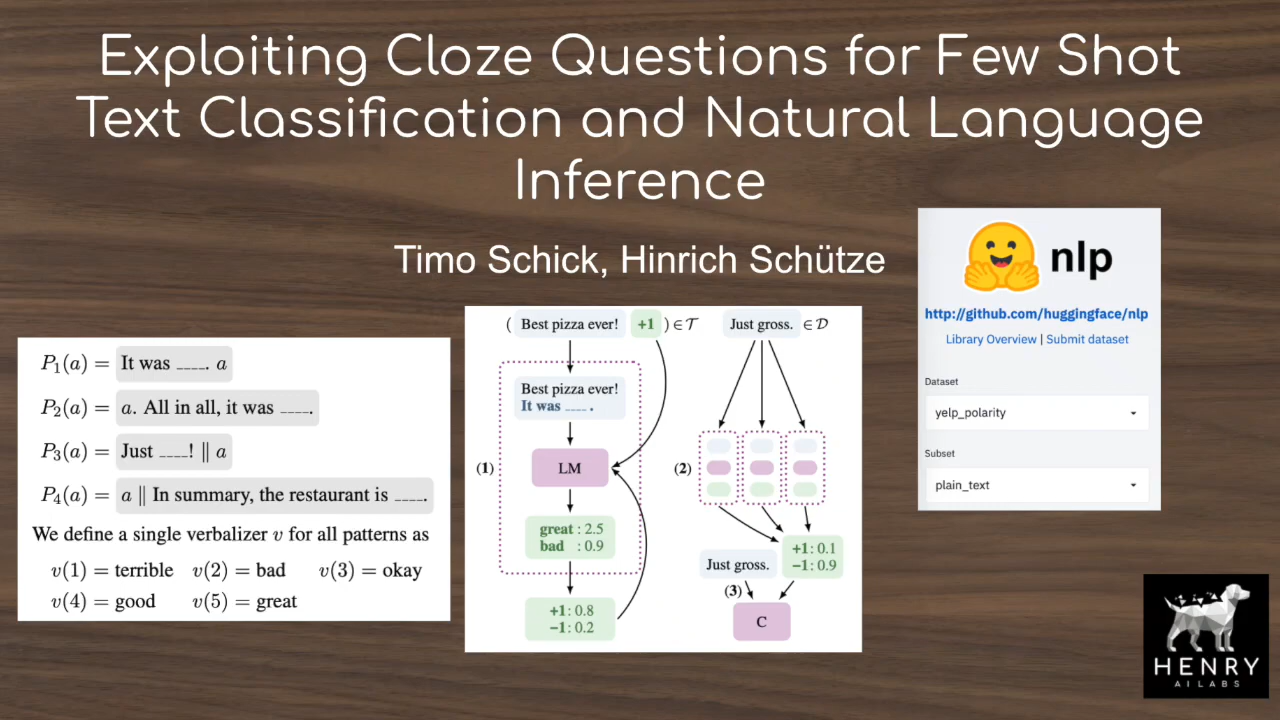 Exploiting Cloze Questions for Few Shot
Text Classification and Natural Language
Inference
Timo Schick, Hinrich Schütze
P₁(a) = It was ____. a
P₂(a) = a. All in all, it was ____.
P₃(a) = Just ____! ∥ a
P₄(a) = a ∥ In summary, the restaurant is ____.
We define a single verbalizer v for all patterns as
v(1) = terrible v(2) = bad v(3) = okay
v(4) = good v(5) = great
( Best pizza ever! +1 ) ∈ 𝒯
Best pizza ever!
It was ____ .
(1)
LM
great : 2.5
bad : 0.9
+1 : 0.8
−1 : 0.2
Just gross. ∈ 𝒟
(2)
+1 : 0.1
−1 : 0.9
Just gross.
(3)
C
nlp
http://github.com/huggingface/nlp
Library Overview | Submit dataset
Dataset
yelp_polarity
Subset
plain_text
HENRY
AI LABS